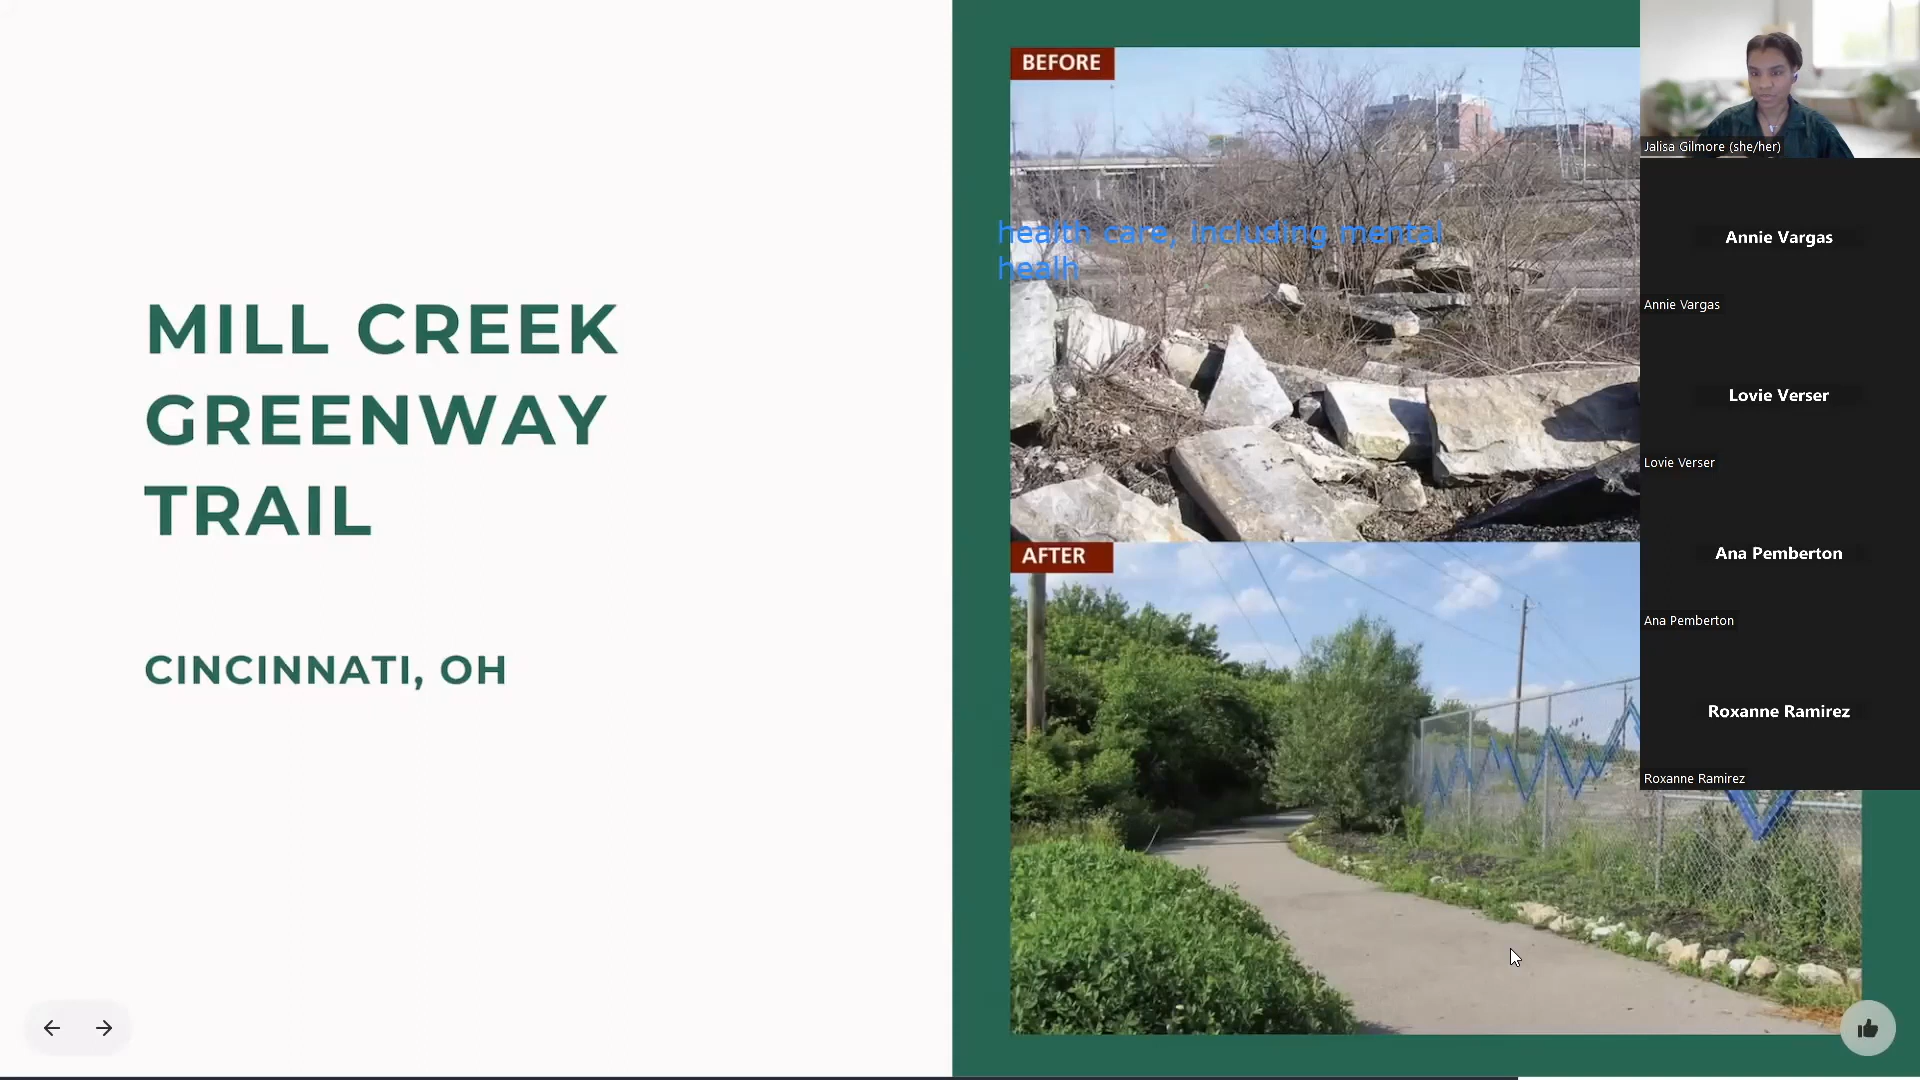 MILL CREEK
GREENWAY
TRAIL
CINCINNATI, OH
BEFORE
health care, including mental
healh
AFTER
Jalisa Gilmore (she/her)
Annie Vargas
Annie Vargas
Lovie Verser
Lovie Verser
Ana Pemberton
Ana Pemberton
Roxanne Ramirez
Roxanne Ramirez